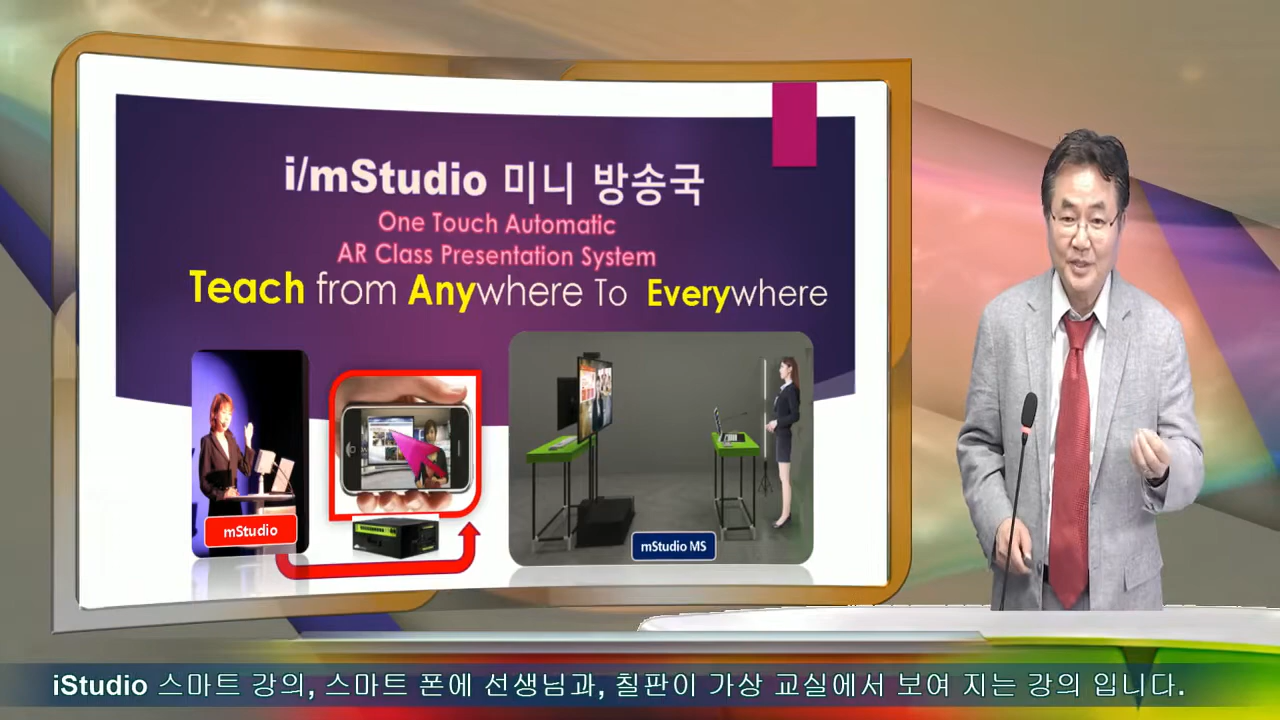 i/mStudio 미니 방송국
One Touch Automatic
AR Class Presentation System
Teach from Anywhere To Everywhere
mStudio
mStudio MS
iStudio 스마트 강의, 스마트 폰에 선생님과, 칠판이 가상 교실에서 보여 지는 강의 입니다.